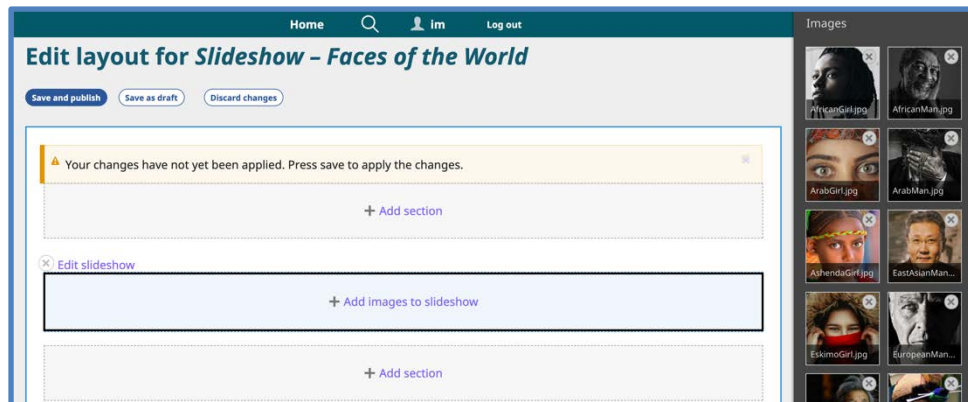 Home im Log out
Images
Edit layout for Slideshow – Faces of the World
Save and publish Save as draft Discard changes
Your changes have not yet been applied. Press save to apply the changes.
+ Add section
Edit slideshow
+ Add images to slideshow
+ Add section
AfricanGirl.jpg AfricanMan.jpg
ArabGirl.jpg ArabMan.jpg
AshendaGirl.jpg EastAsianMan...
EskimoGirl.jpg EuropeanMan...